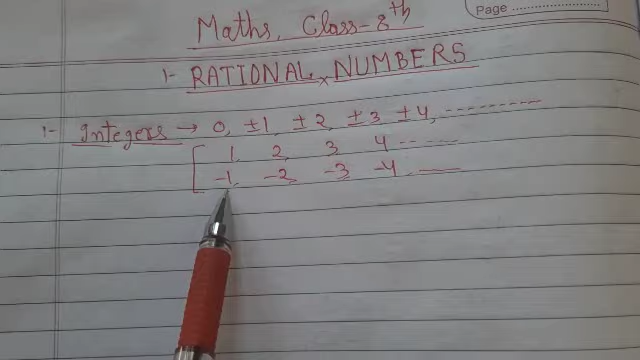 Page ..................
Maths, Class-8th
1- RATIONAL NUMBERS
1- Integers → 0, ±1, ±2, ±3 ±4, ----------
1, 2, 3 4 -- ----
-1, -2, -3 -4, ----